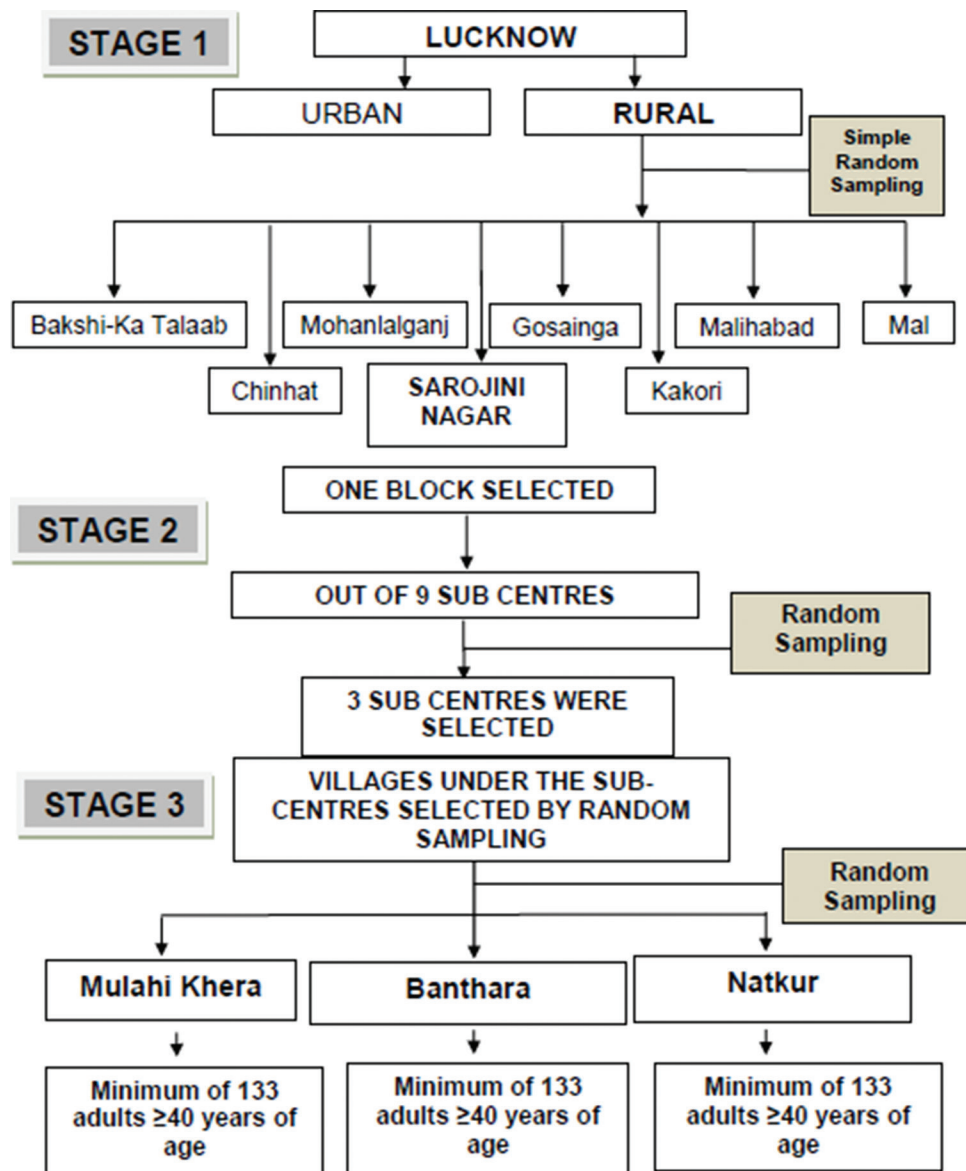 STAGE 1
LUCKNOW
URBAN
RURAL
Simple
Random
Sampling
Bakshi-Ka Talaab
Mohanlalganj
Gosainga
Malihabad
Mal
Chinhat
SAROJINI
NAGAR
Kakori
ONE BLOCK SELECTED
STAGE 2
OUT OF 9 SUB CENTRES
Random
Sampling
3 SUB CENTRES WERE
SELECTED
STAGE 3
VILLAGES UNDER THE SUB-
CENTRES SELECTED BY RANDOM
SAMPLING
Random
Sampling
Mulahi Khera
Banthara
Natkur
Minimum of 133
adults ≥40 years of
age
Minimum of 133
adults ≥40 years of
age
Minimum of 133
adults ≥40 years of
age